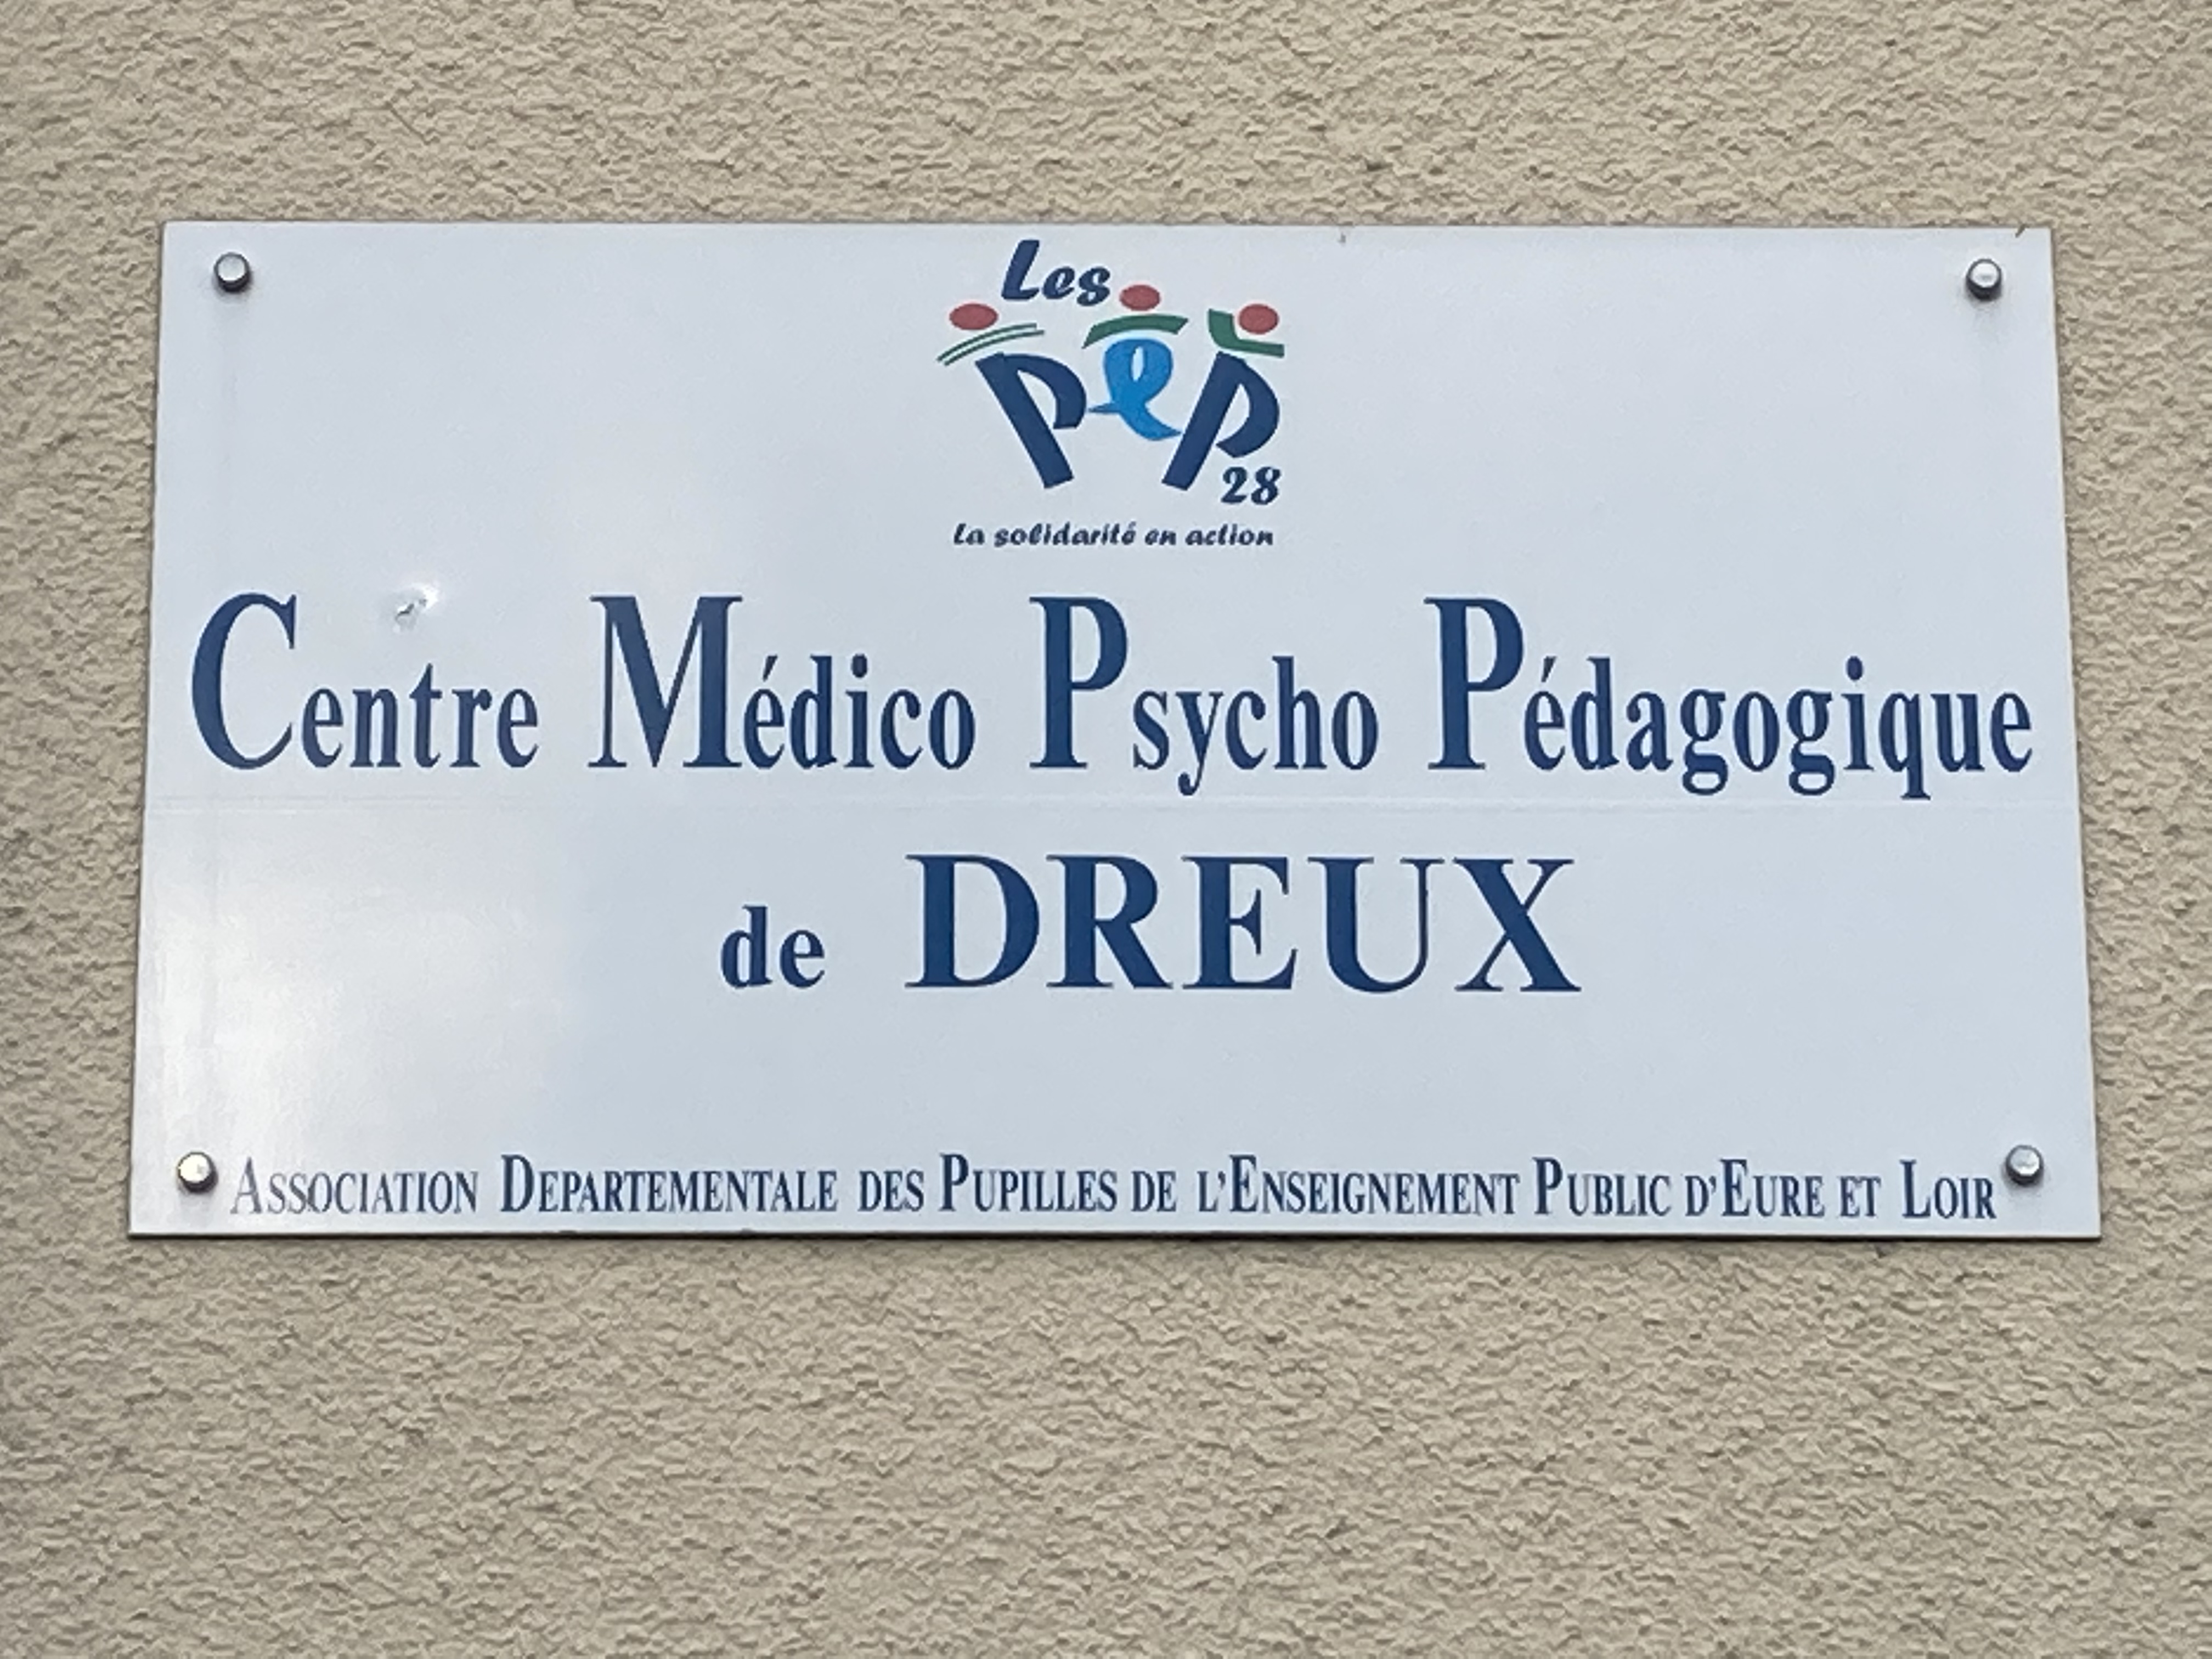 Les
PEP
28
La solidarité en action
Centre Médico Psycho Pédagogique
de DREUX
ASSOCIATION DEPARTEMENTALE DES PUPILLES DE L'ENSEIGNEMENT PUBLIC D'EURE ET LOIR